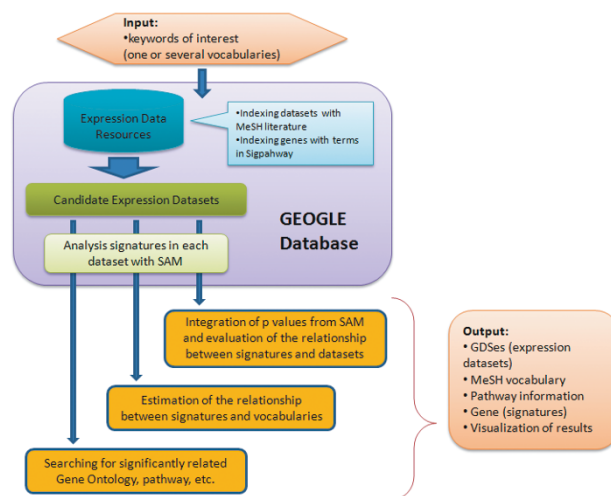 Input:
•keywords of interest
(one or several vocabularies)
Expression Data
Resources
•Indexing datasets with
MeSH literature
•Indexing genes with terms
in Sigpahway
Candidate Expression Datasets
GEOGLE
Database
Analysis signatures in each
dataset with SAM
Integration of p values from SAM
and evaluation of the relationship
between signatures and datasets
Estimation of the relationship
between signatures and vocabularies
Searching for significantly related
Gene Ontology, pathway, etc.
Output:
• GDSes (expression
datasets)
• MeSH vocabulary
• Pathway information
• Gene (signatures)
• Visualization of results